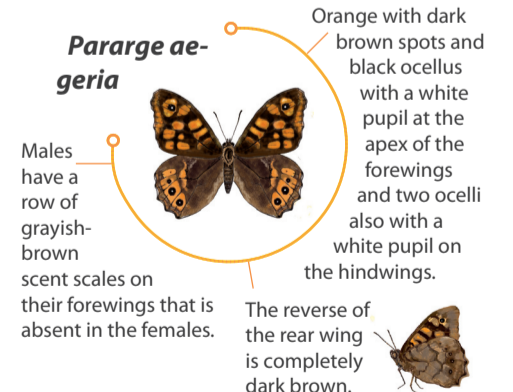 Pararge ae-
geria
Orange with dark
brown spots and
black ocellus
with a white
pupil at the
apex of the
forewings
and two ocelli
also with a
white pupil on
the hindwings.
Males
have a
row of
grayish-
brown
scent scales on
their forewings that is
absent in the females.
The reverse of
the rear wing
is completely
dark brown.